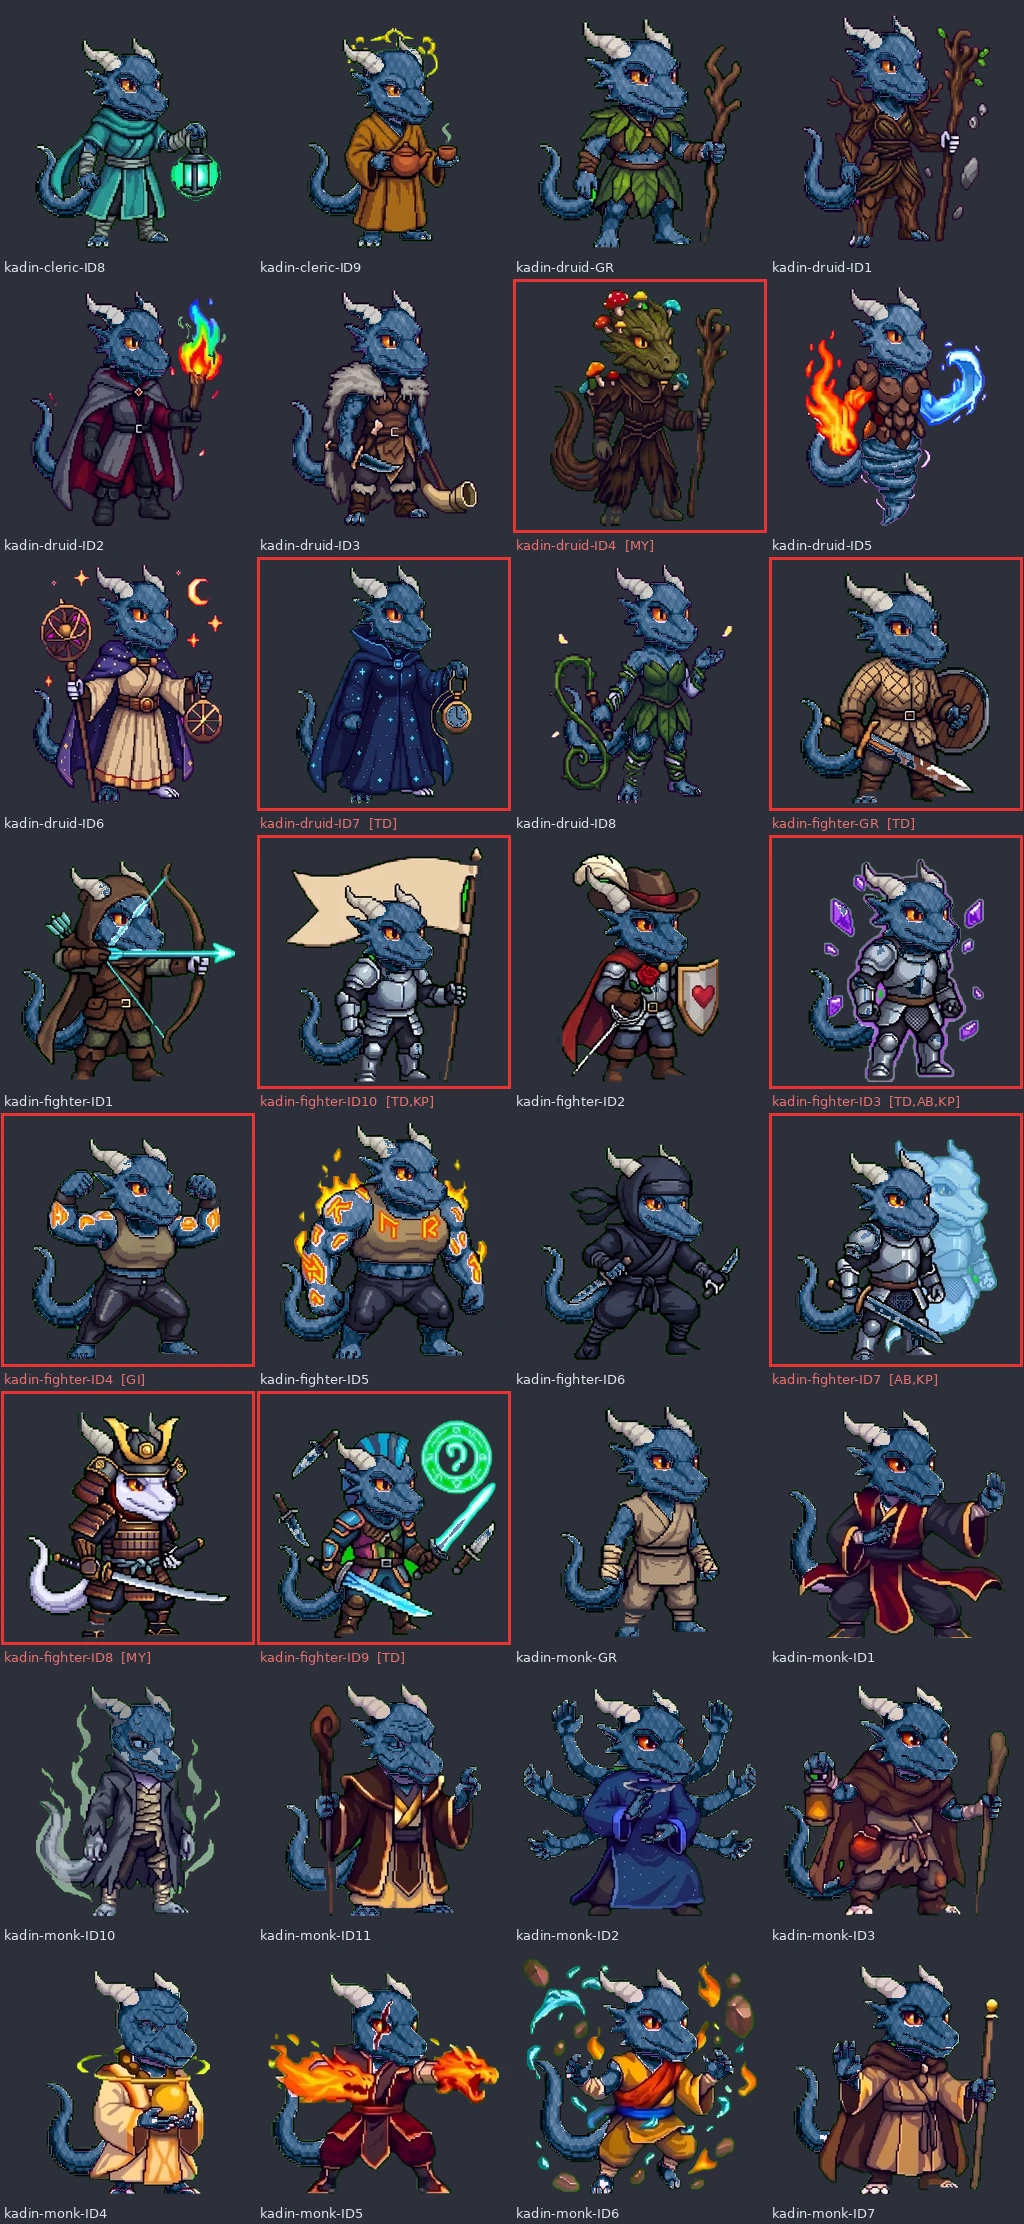 kadin-cleric-ID8
kadin-cleric-ID9
kadin-druid-GR
kadin-druid-ID1
kadin-druid-ID2
kadin-druid-ID3
kadin-druid-ID4 [MY]
kadin-druid-ID5
kadin-druid-ID6
kadin-druid-ID7 [TD]
kadin-druid-ID8
kadin-fighter-GR [TD]
kadin-fighter-ID1
kadin-fighter-ID10 [TD,KP]
kadin-fighter-ID2
kadin-fighter-ID3 [TD,AB,KP]
kadin-fighter-ID4 [GI]
kadin-fighter-ID5
kadin-fighter-ID6
kadin-fighter-ID7 [AB,KP]
?
kadin-fighter-ID8 [MY]
kadin-fighter-ID9 [TD]
kadin-monk-GR
kadin-monk-ID1
kadin-monk-ID10
kadin-monk-ID11
kadin-monk-ID2
kadin-monk-ID3
kadin-monk-ID4
kadin-monk-ID5
kadin-monk-ID6
kadin-monk-ID7